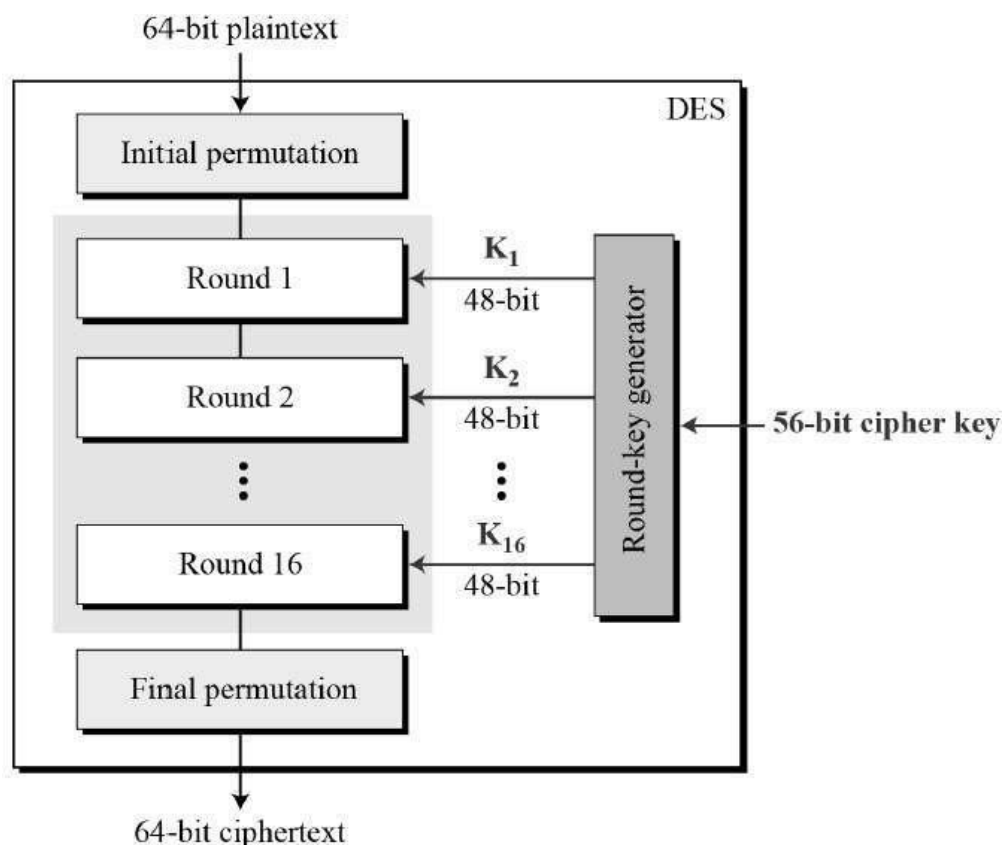 64-bit plaintext
DES
Initial permutation
Round 1
K1
48-bit
Round 2
K2
48-bit
Round 16
K16
48-bit
Round-key generator
56-bit cipher key
Final permutation
64-bit ciphertext